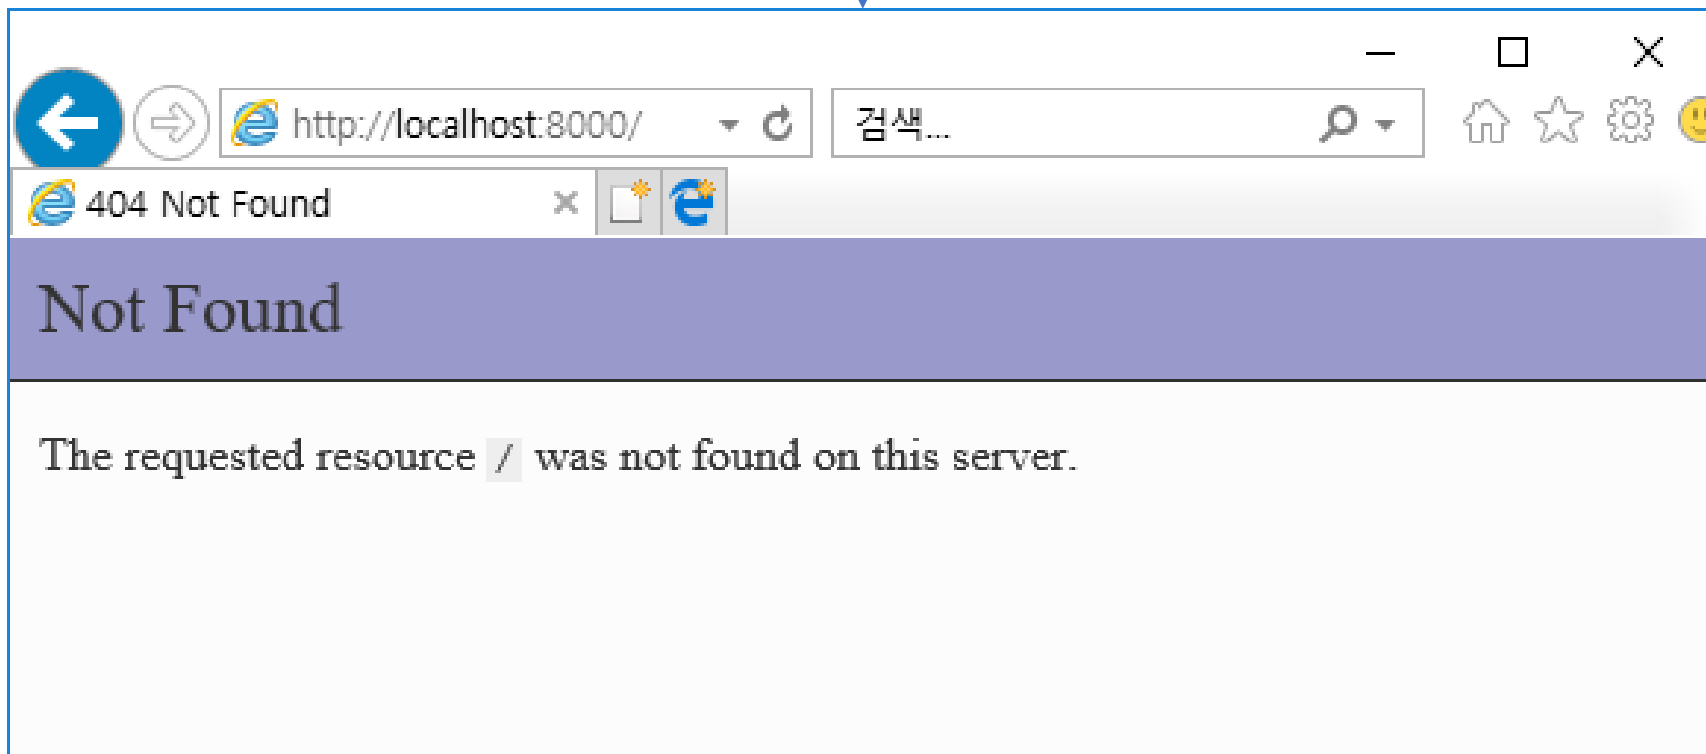 http://localhost:8000/
검색...
404 Not Found
Not Found
The requested resource / was not found on this server.